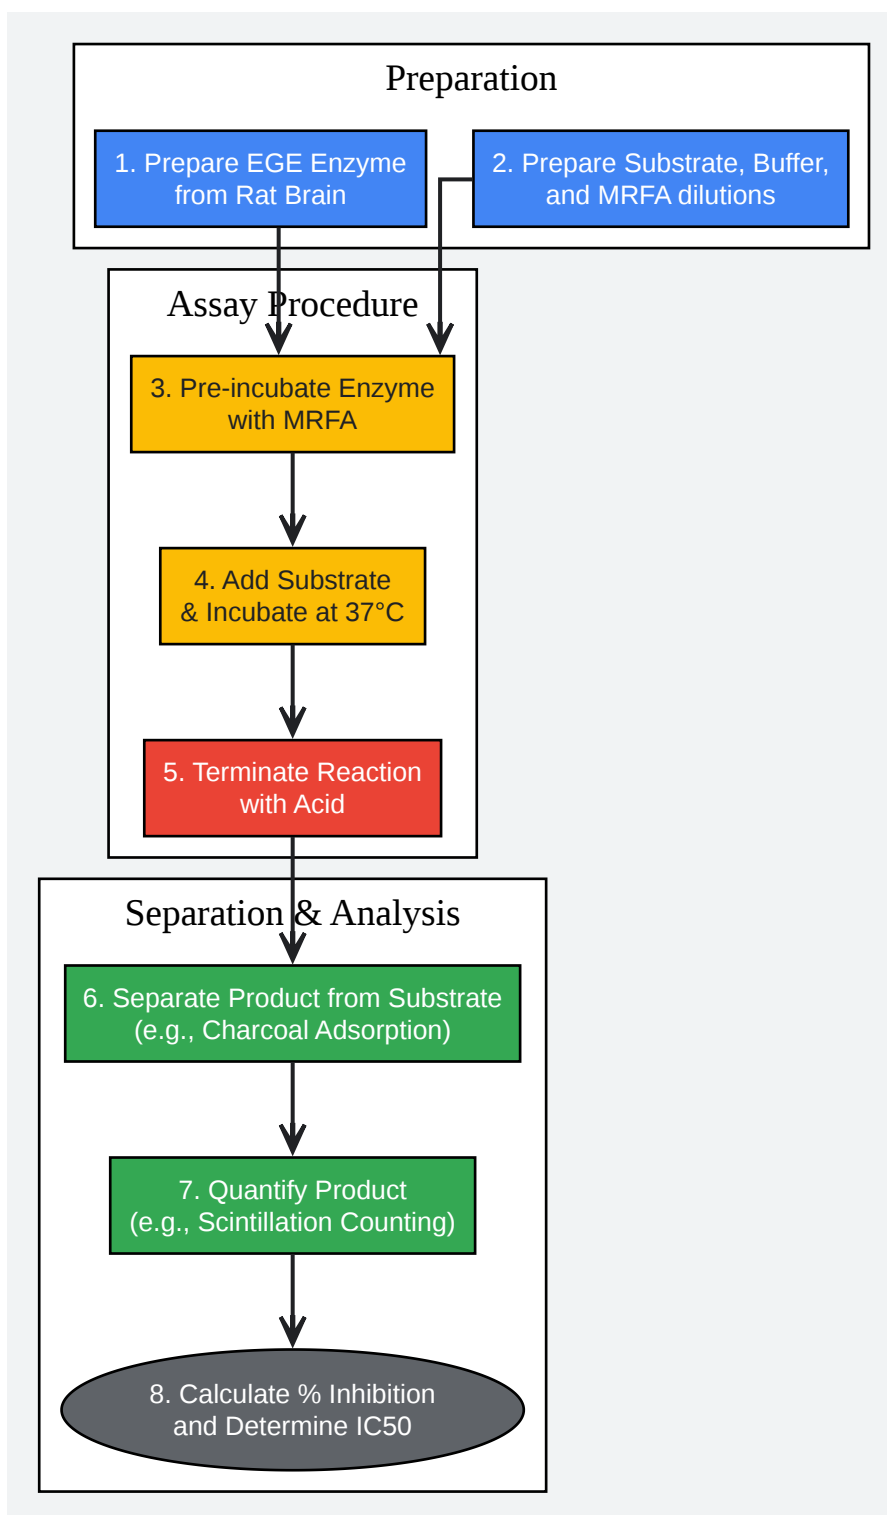 Preparation
1. Prepare EGE Enzyme
from Rat Brain
2. Prepare Substrate, Buffer,
and MRFA dilutions
Assay Procedure
3. Pre-incubate Enzyme
with MRFA
4. Add Substrate
& Incubate at 37°C
5. Terminate Reaction
with Acid
Separation & Analysis
6. Separate Product from Substrate
(e.g., Charcoal Adsorption)
7. Quantify Product
(e.g., Scintillation Counting)
8. Calculate % Inhibition
and Determine IC50